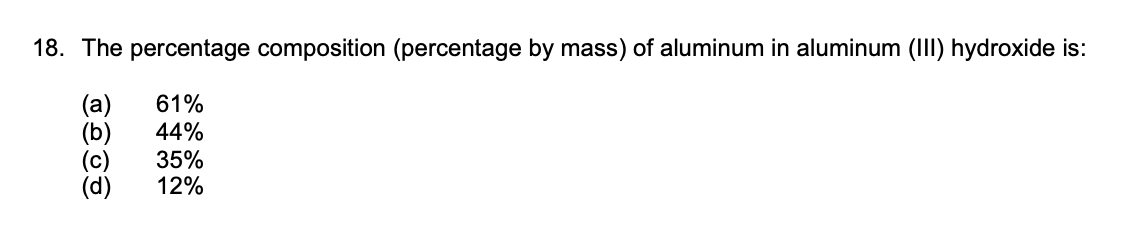 18. The percentage composition (percentage by mass) of aluminum in aluminum (III) hydroxide is:
(a) 61%
(b) 44%
(c) 35%
(d) 12%